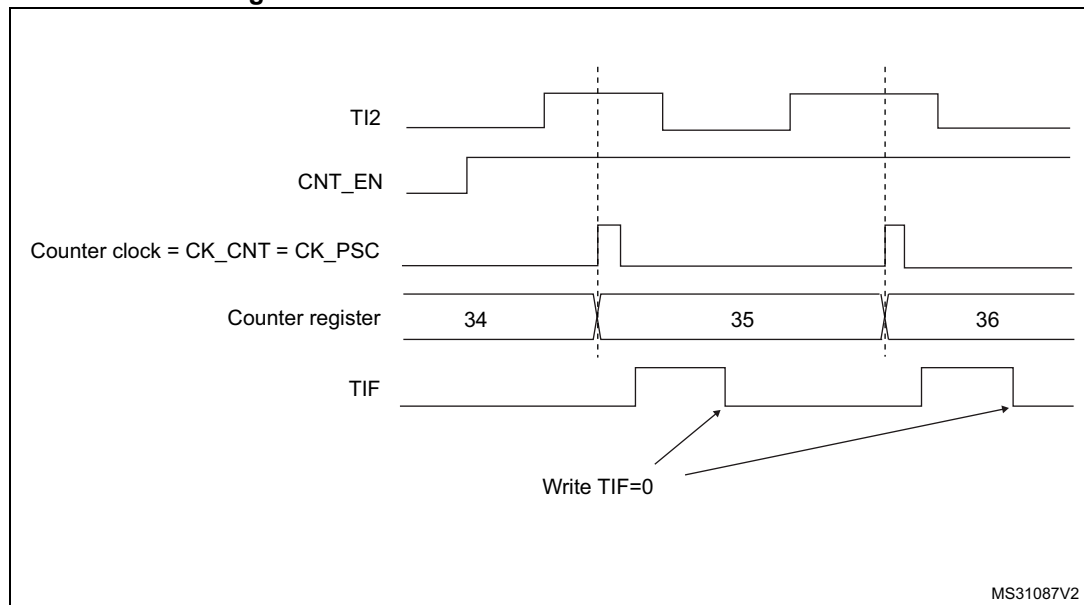 TI2
CNT_EN
Counter clock = CK_CNT = CK_PSC
Counter register 34 35 36
TIF
Write TIF=0
MS31087V2